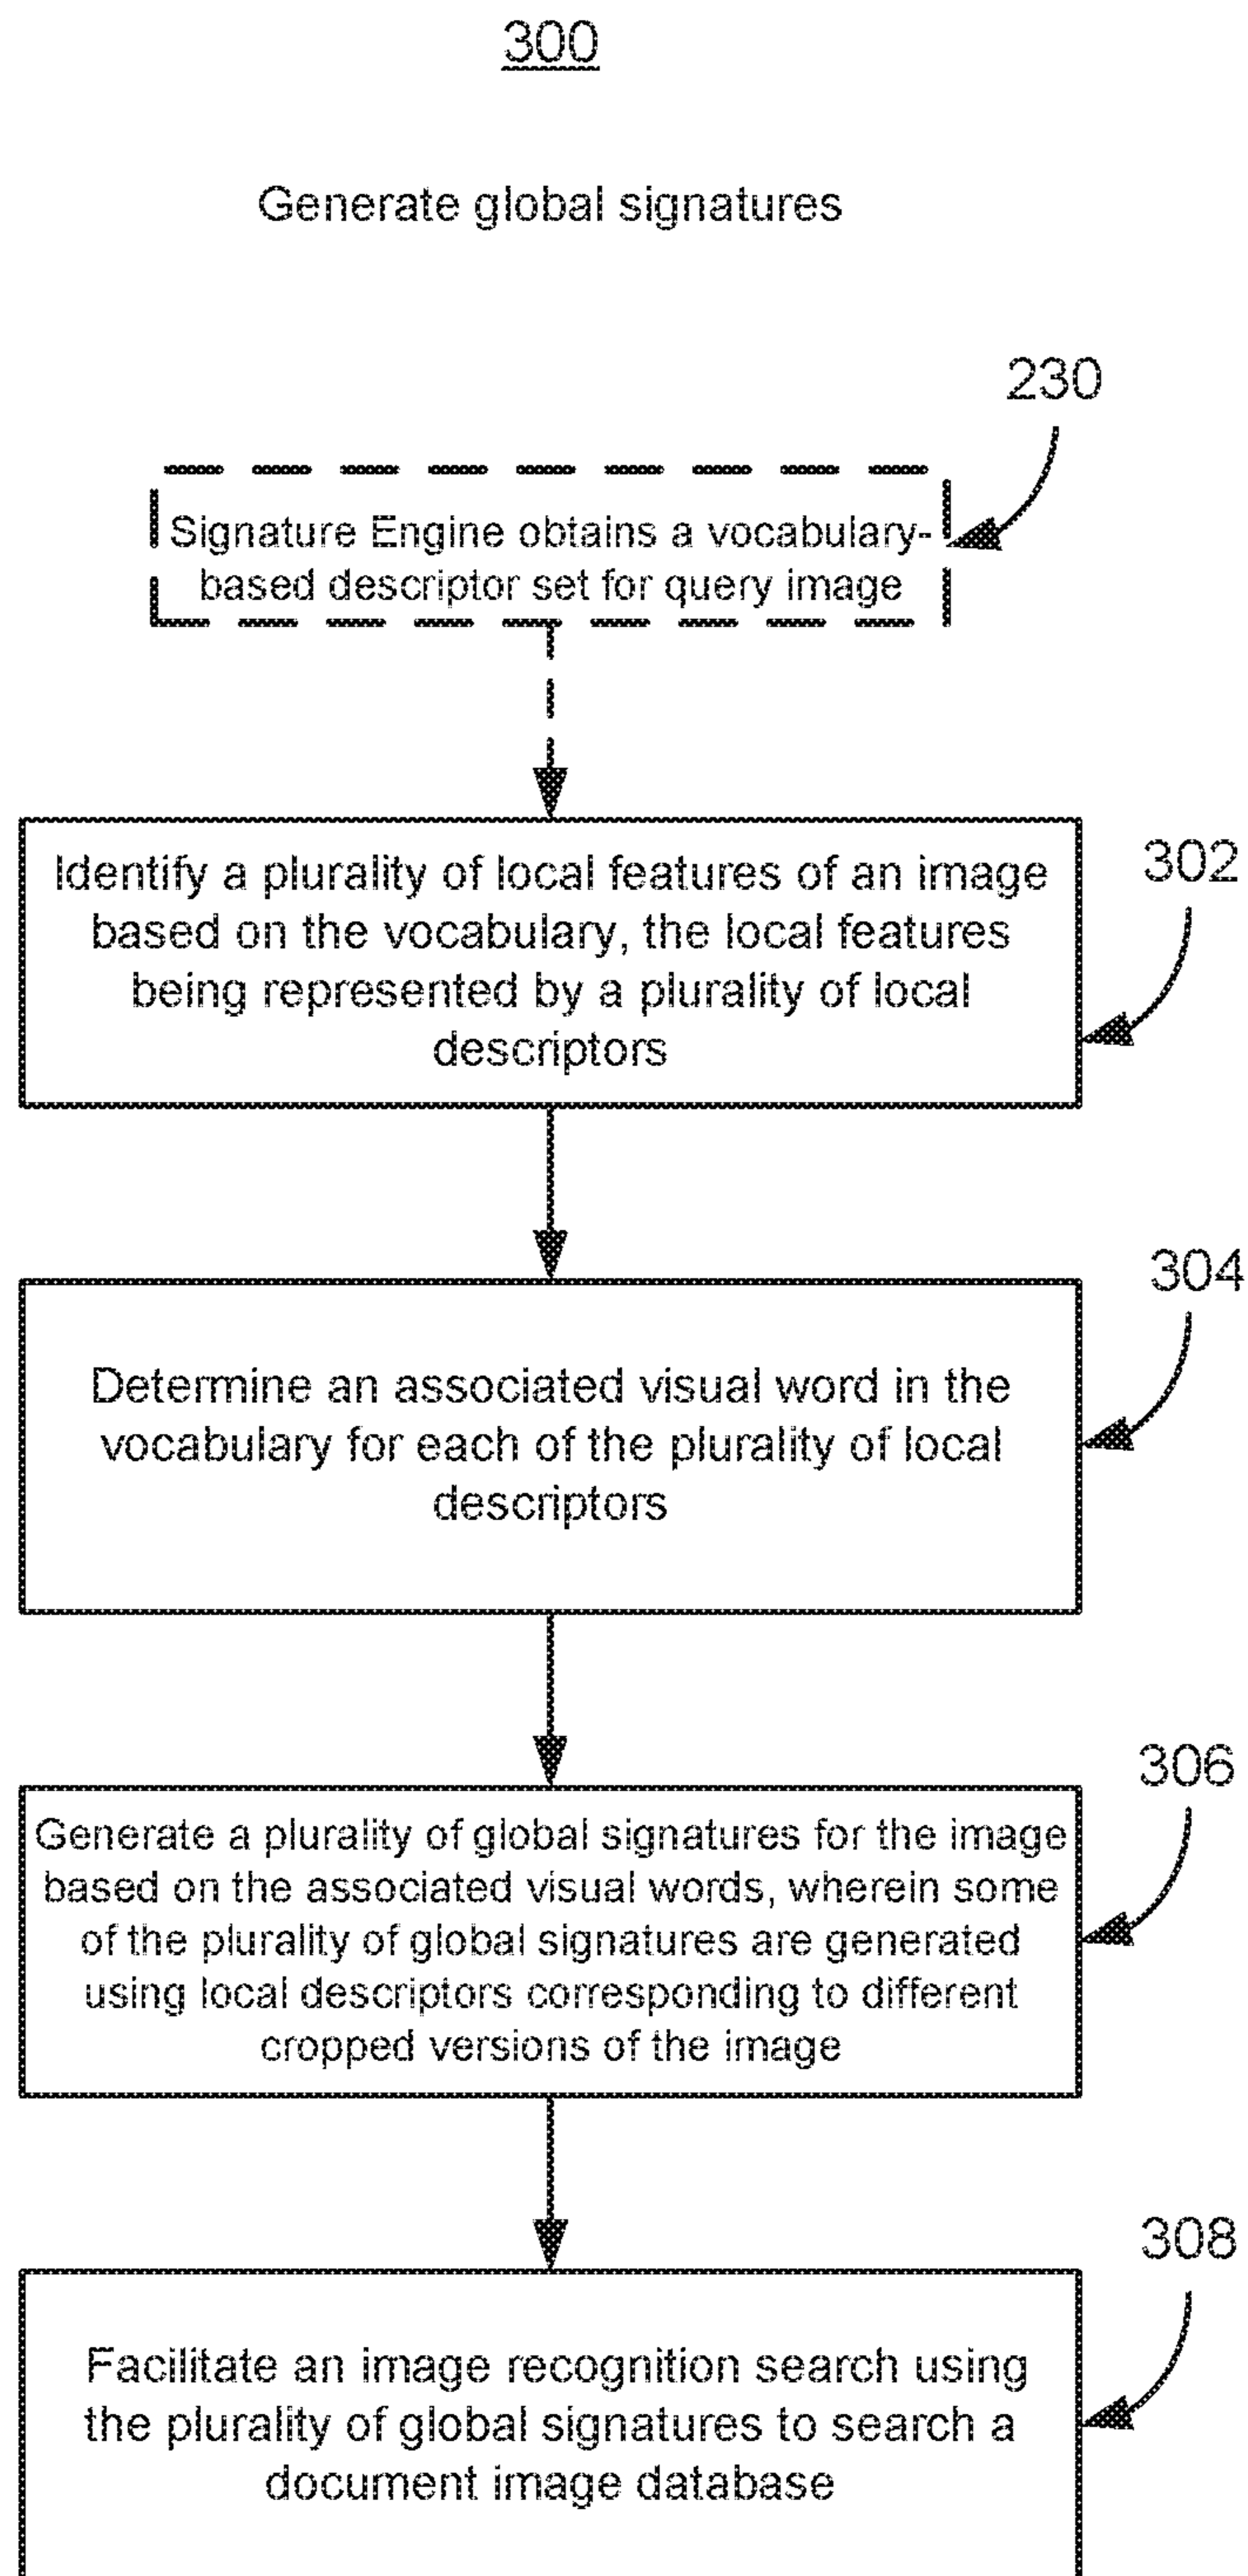 300
Generate global signatures
230
Signature Engine obtains a vocabulary-
based descriptor set for query image
302
Identify a plurality of local features of an image
based on the vocabulary, the local features
being represented by a plurality of local
descriptors
304
Determine an associated visual word in the
vocabulary for each of the plurality of local
descriptors
306
Generate a plurality of global signatures for the image
based on the associated visual words, wherein some
of the plurality of global signatures are generated
using local descriptors corresponding to different
cropped versions of the image
308
Facilitate an image recognition search using
the plurality of global signatures to search a
document image database